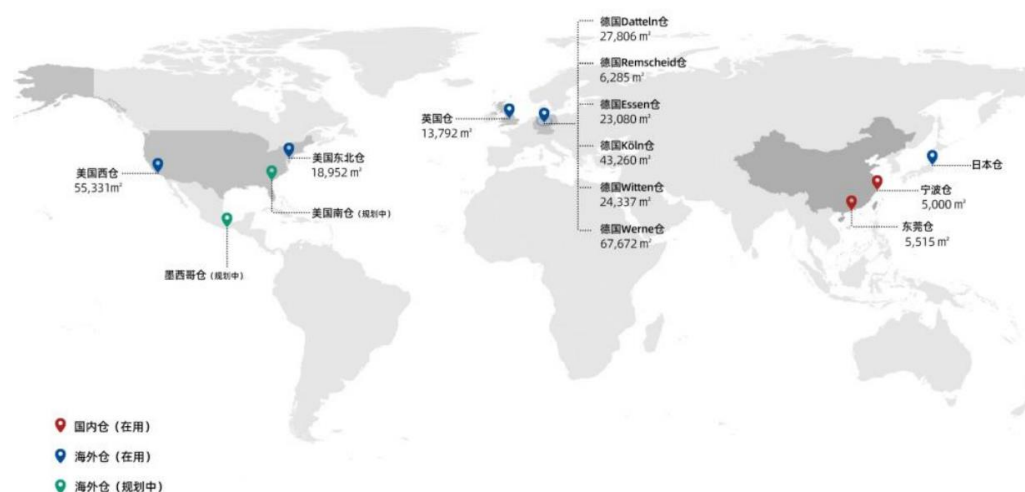 德国Datteln仓
27,806 ㎡
德国Remscheid仓
6,285 ㎡
德国Essen仓
23,080 ㎡
德国Köln仓
43,260 ㎡
德国Witten仓
24,337 ㎡
德国Werne仓
67,672 ㎡
英国仓
13,792 ㎡
美国东北仓
18,952 ㎡
美国西仓
55,331㎡
美国南仓（规划中）
墨西哥仓（规划中）
日本仓
宁波仓
5,000 ㎡
东莞仓
5,515 ㎡
国内仓（在用）
海外仓（在用）
海外仓（规划中）